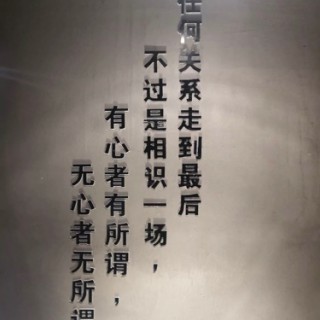 任何关系走到最后
不过是相识一场，
有心者有所谓，
无心者无所谓